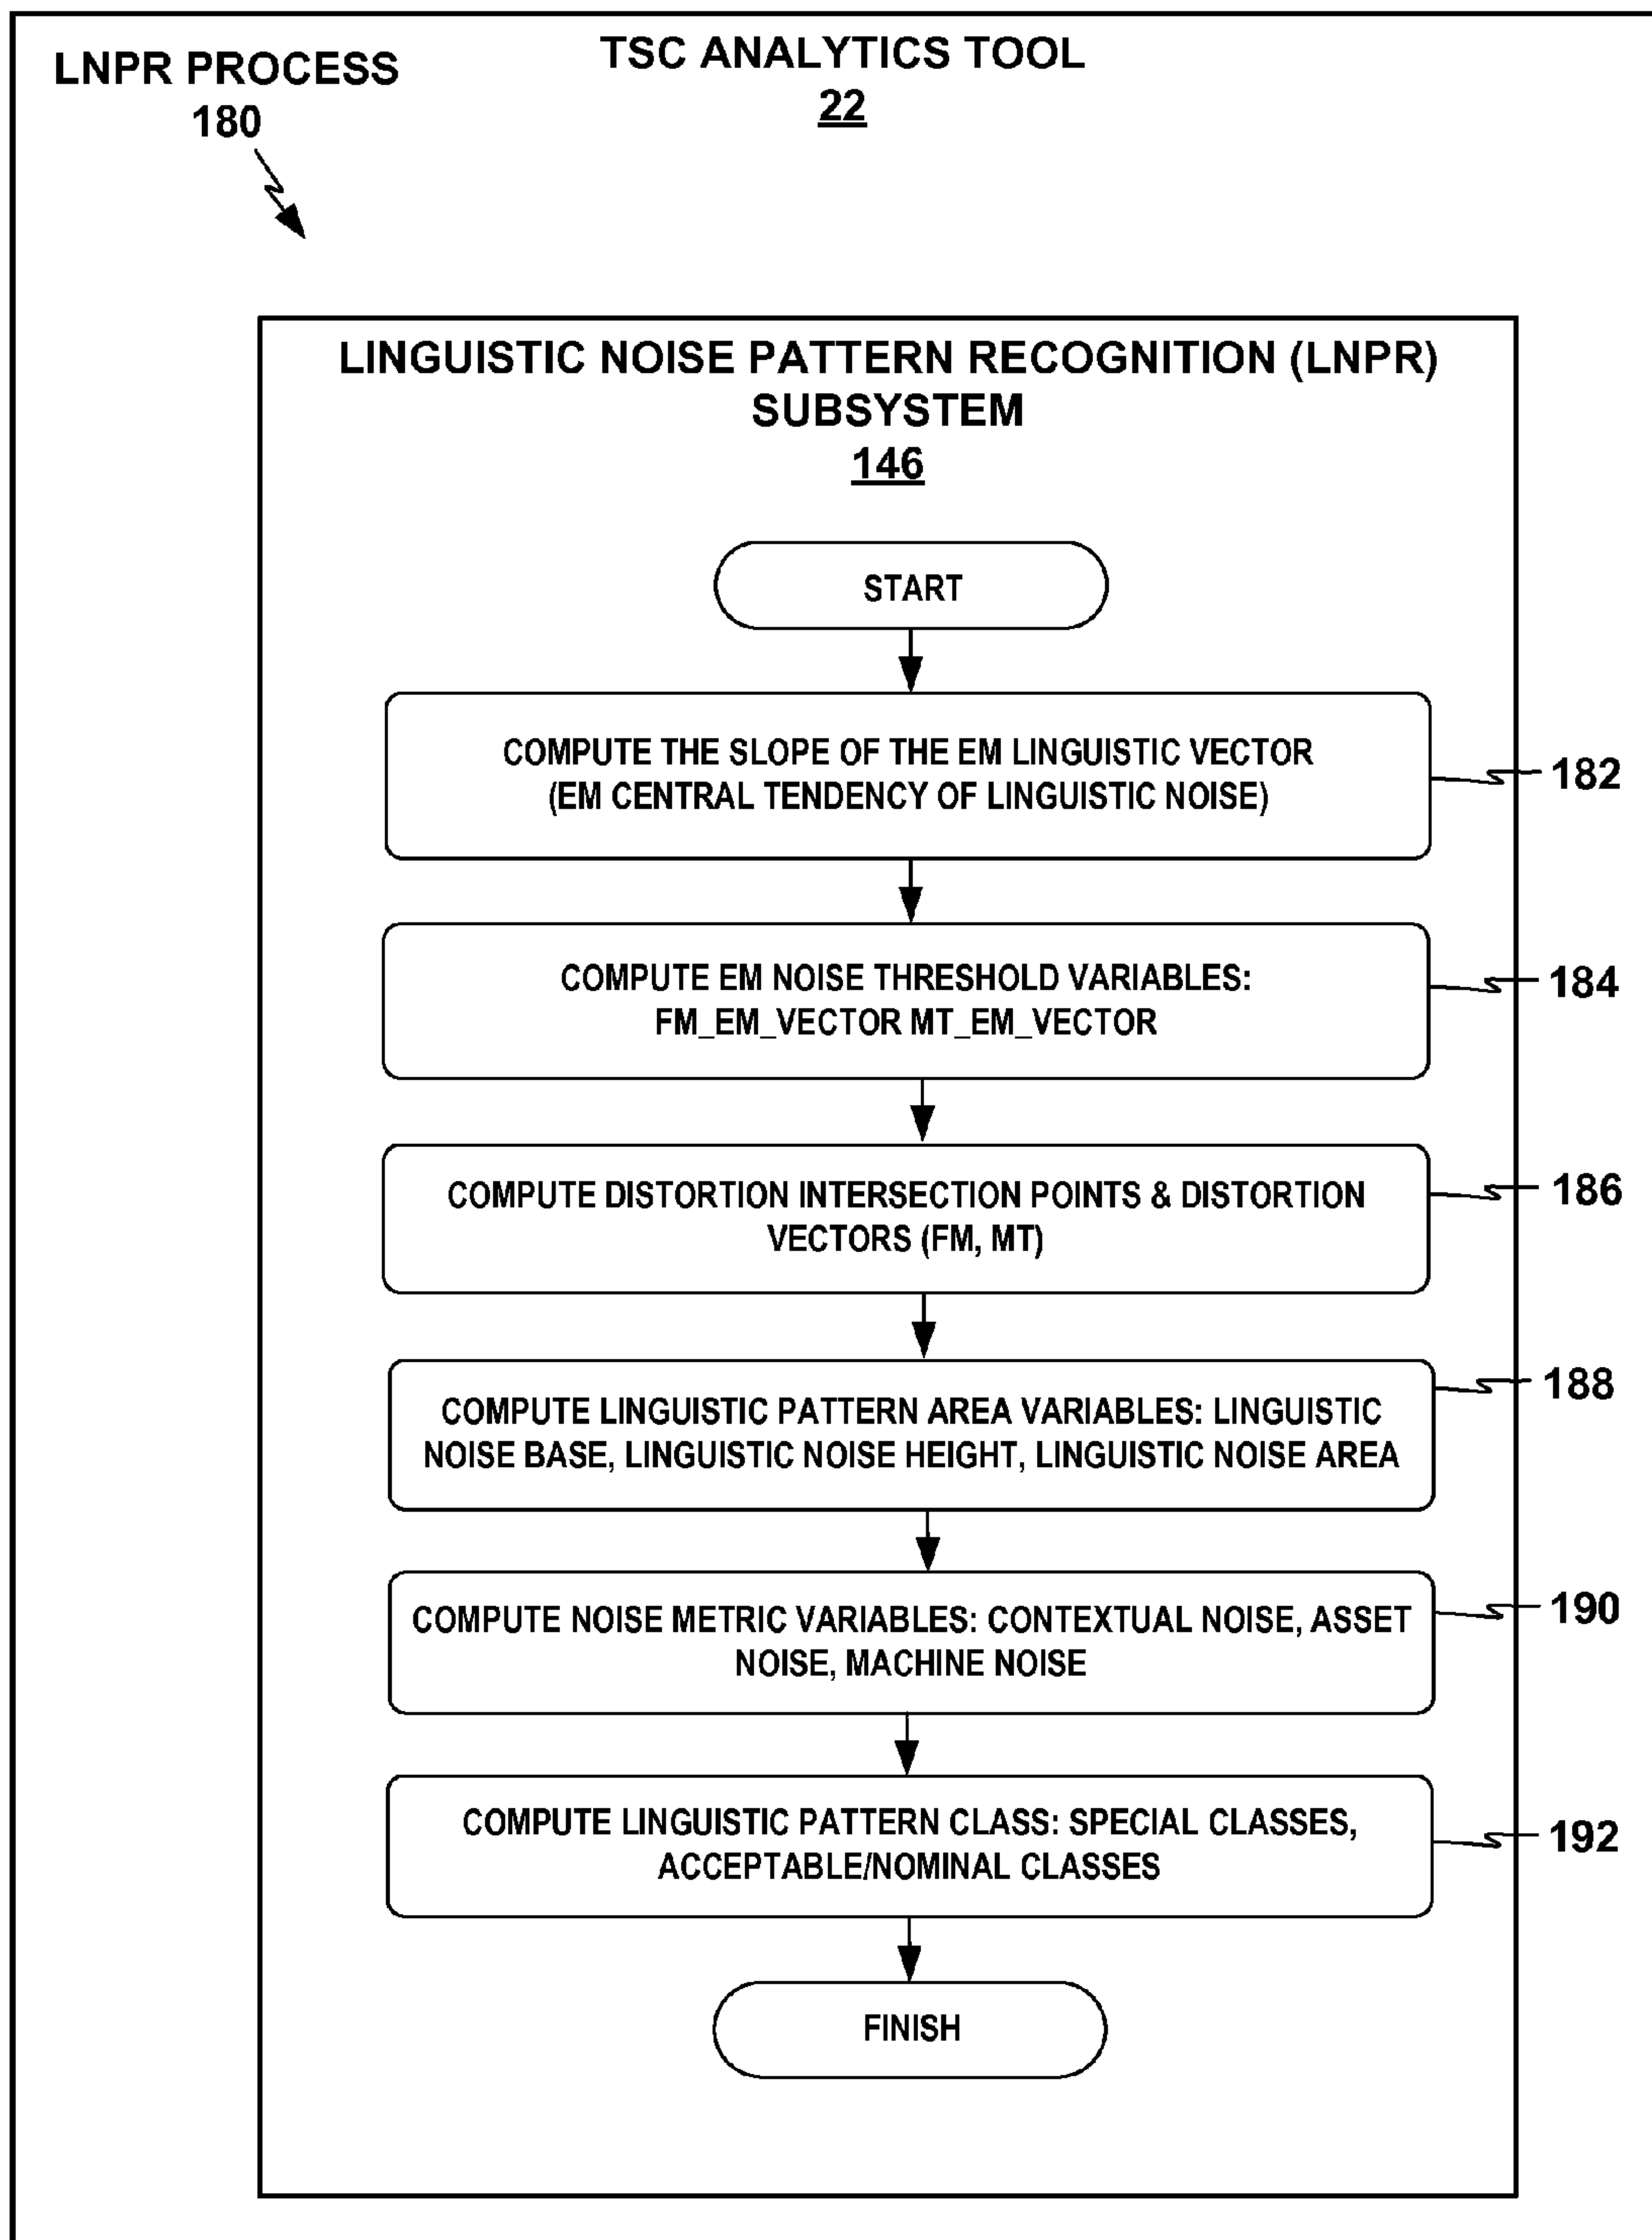 LNPR PROCESS
180
TSC ANALYTICS TOOL
22
LINGUISTIC NOISE PATTERN RECOGNITION (LNPR)
SUBSYSTEM
146
START
COMPUTE THE SLOPE OF THE EM LINGUISTIC VECTOR
(EM CENTRAL TENDENCY OF LINGUISTIC NOISE)
182
COMPUTE EM NOISE THRESHOLD VARIABLES:
FM_EM_VECTOR MT_EM_VECTOR
184
COMPUTE DISTORTION INTERSECTION POINTS & DISTORTION
VECTORS (FM, MT)
186
COMPUTE LINGUISTIC PATTERN AREA VARIABLES: LINGUISTIC
NOISE BASE, LINGUISTIC NOISE HEIGHT, LINGUISTIC NOISE AREA
188
COMPUTE NOISE METRIC VARIABLES: CONTEXTUAL NOISE, ASSET
NOISE, MACHINE NOISE
190
COMPUTE LINGUISTIC PATTERN CLASS: SPECIAL CLASSES,
ACCEPTABLE/NOMINAL CLASSES
192
FINISH